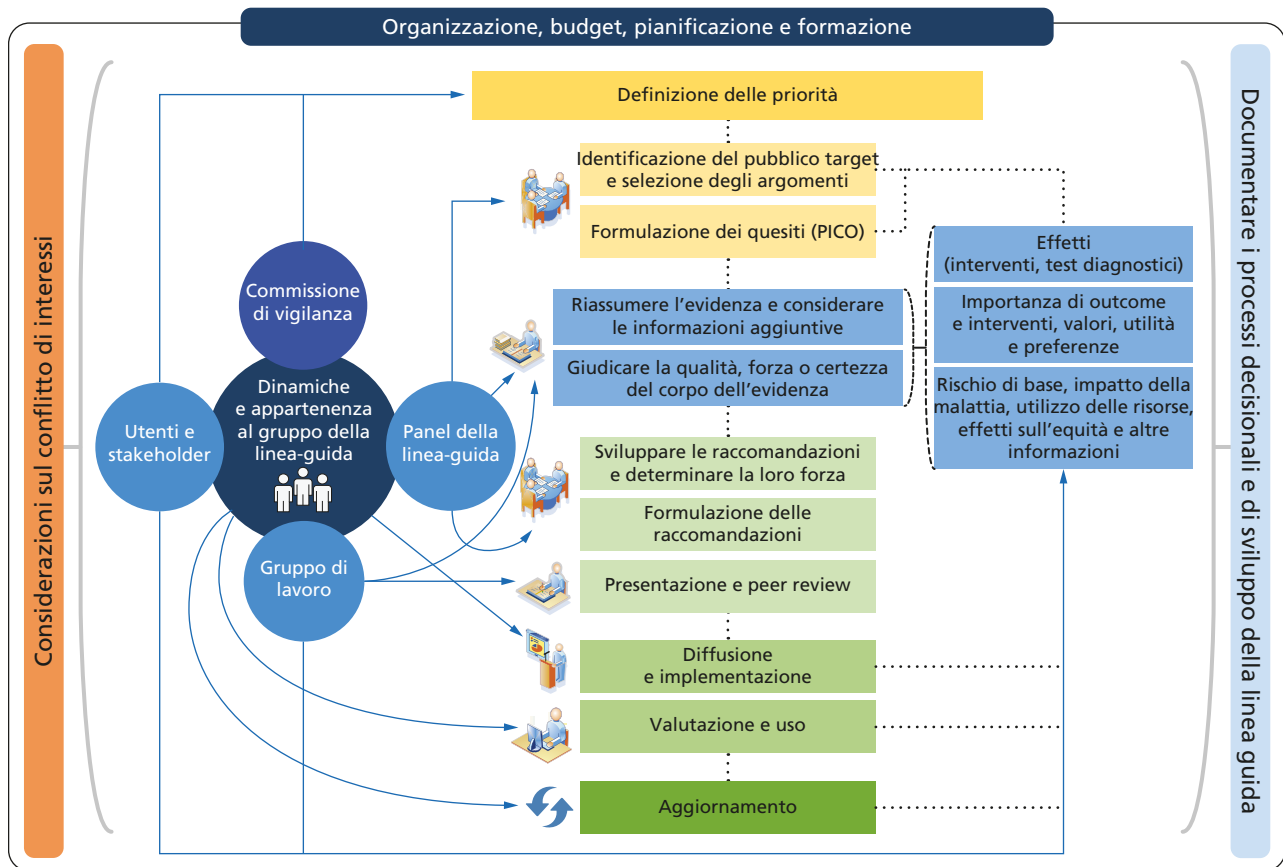 Organizzazione, budget, pianificazione e formazione
Considerazioni sul conflitto di interessi
Definizione delle priorità
Identificazione del pubblico target
e selezione degli argomenti
Formulazione dei quesiti (PICO)
Commissione
di vigilanza
Dinamiche
e appartenenza
al gruppo della
linea-guida
Utenti e
stakeholder
Panel della
linea-guida
Gruppo di
lavoro
Riassumere l’evidenza e considerare
le informazioni aggiuntive
Giudicare la qualità, forza o certezza
del corpo dell’evidenza
Effetti
(interventi, test diagnostici)
Importanza di outcome
e interventi, valori, utilità
e preferenze
Rischio di base, impatto della
malattia, utilizzo delle risorse,
effetti sull’equità e altre
informazioni
Sviluppare le raccomandazioni
e determinare la loro forza
Formulazione delle
raccomandazioni
Presentazione e peer review
Diffusione
e implementazione
Valutazione e uso
Aggiornamento
Documentare i processi decisionali e di sviluppo della linea guida